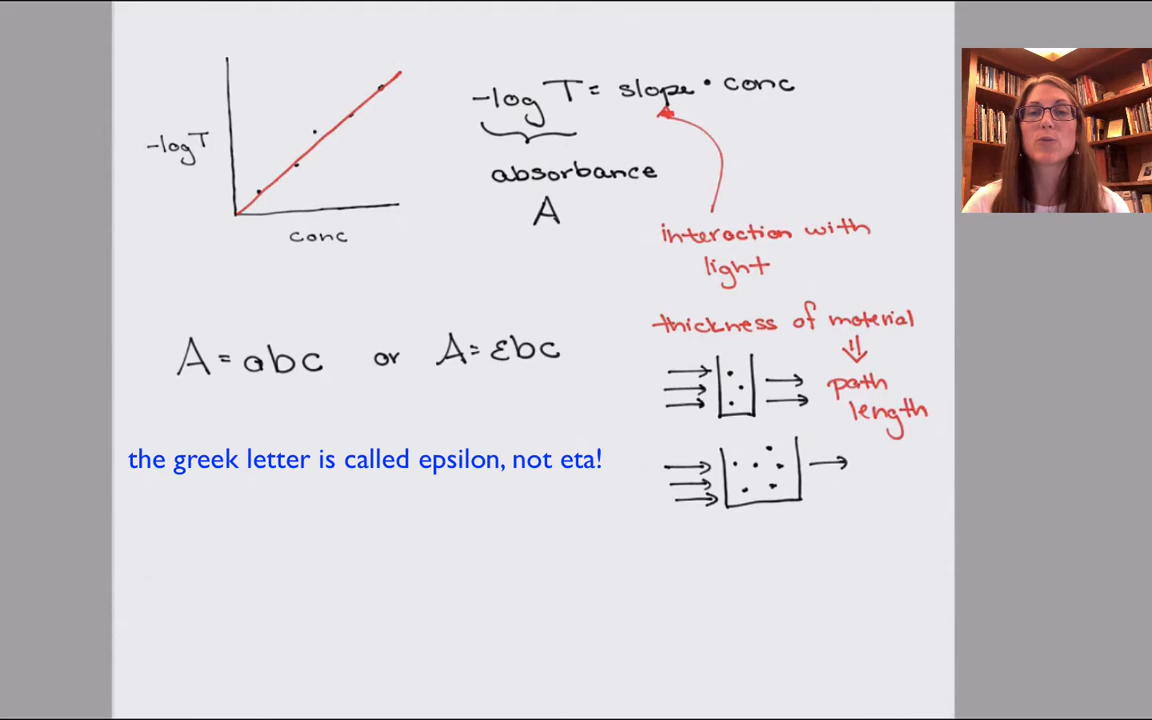 -log T
conc
-log T = slope • conc
absorbance
A
interaction with
light
thickness of material
path
length
A = abc or A = εbc
the greek letter is called epsilon, not eta!